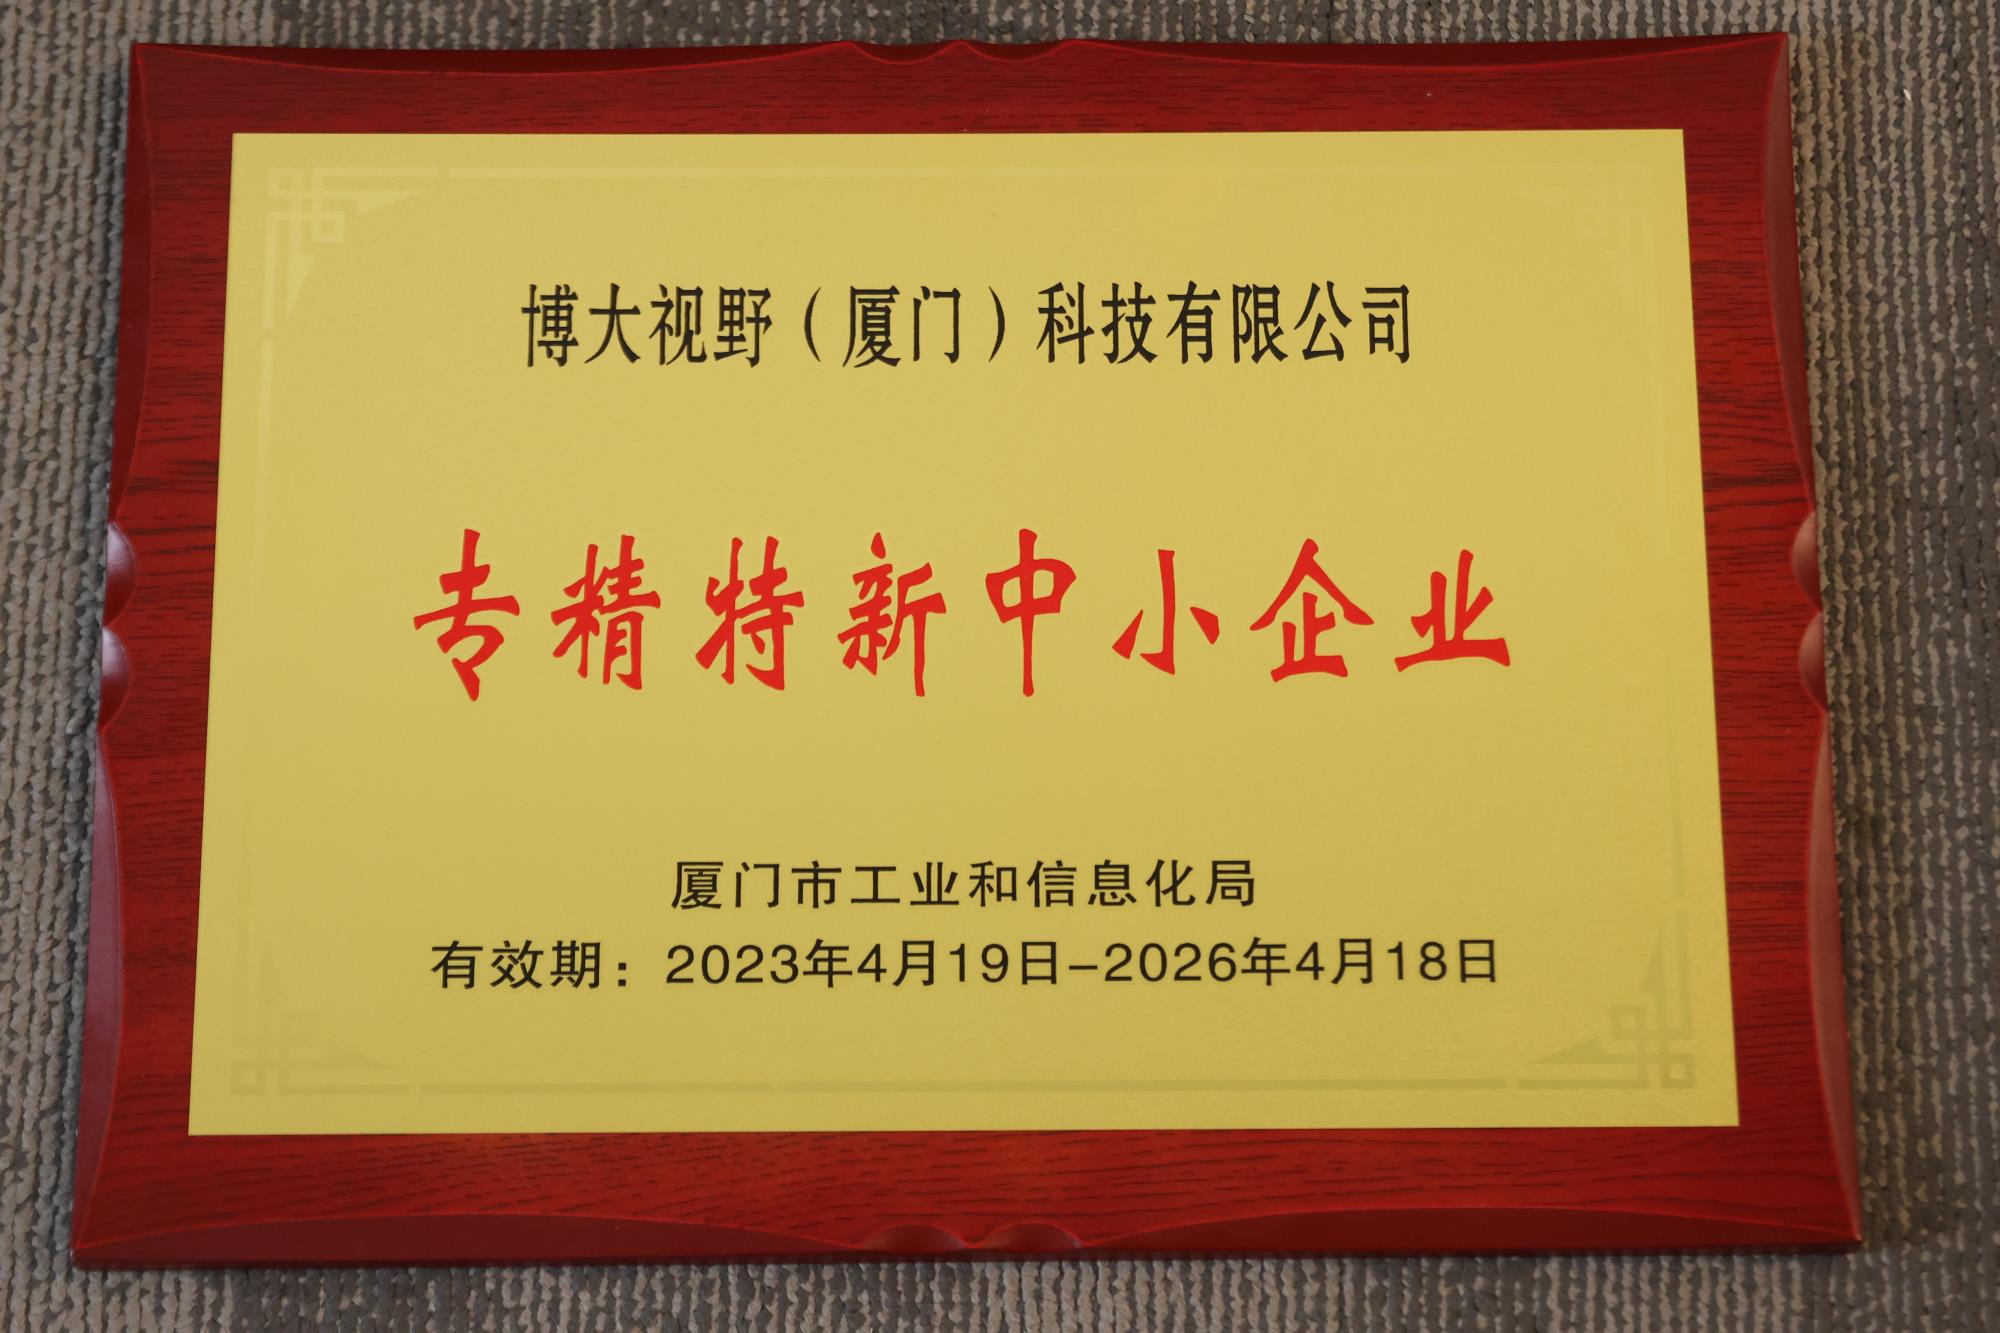 博大视野（厦门）科技有限公司
专精特新中小企业
厦门市工业和信息化局
有效期：2023年4月19日-2026年4月18日